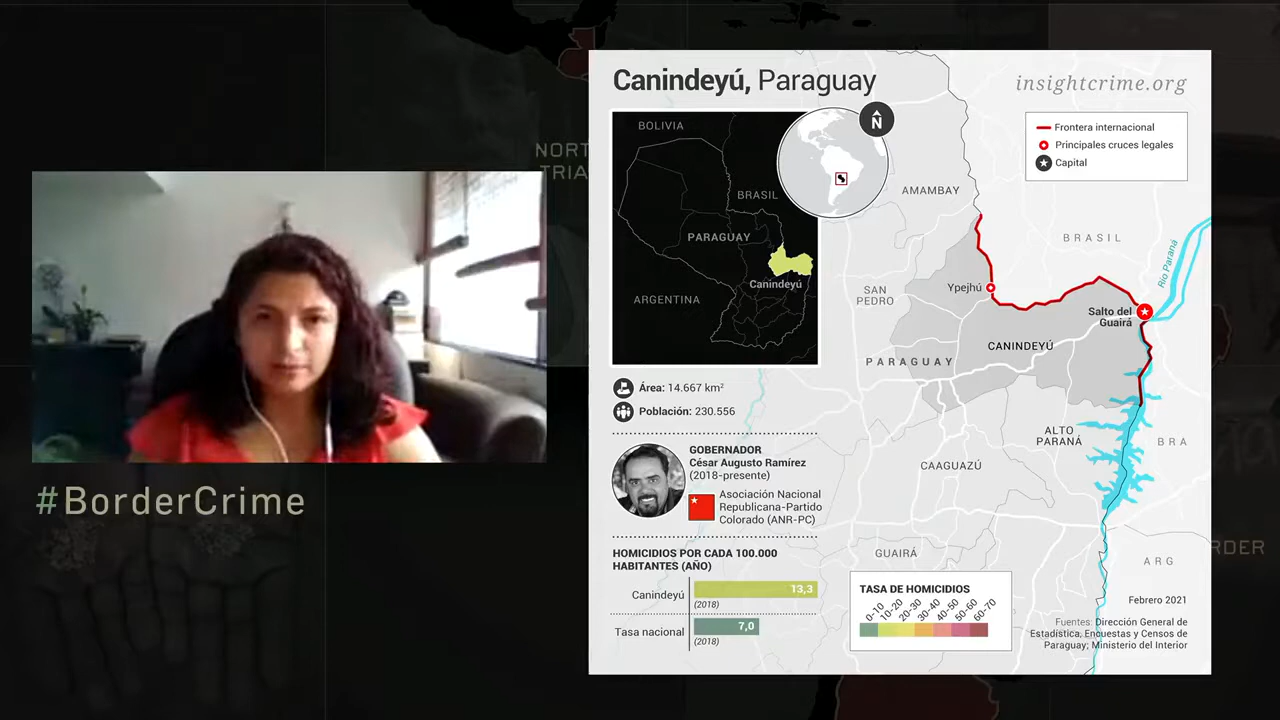 NORT
TRIA
#BorderCrime
RDER
Canindeyú, Paraguay
insightcrime.org
BOLIVIA
BRASIL
PARAGUAY
Canindeyú
ARGENTINA
N
Frontera internacional
Principales cruces legales
Capital
AMAMBAY
BRASIL
Río Paraná
SAN
PEDRO
Ypejhú
Salto del
Guairá
CANINDEYÚ
PARAGUAY
ALTO
PARANÁ
BRA
CAAGUAZÚ
GUAIRÁ
ARG
Área: 14.667 km²
Población: 230.556
GOBERNADOR
César Augusto Ramírez
(2018-presente)
Asociación Nacional
Republicana-Partido
Colorado (ANR-PC)
HOMICIDIOS POR CADA 100.000
HABITANTES (AÑO)
Canindeyú 13,3
(2018)
Tasa nacional 7,0
(2018)
TASA DE HOMICIDIOS
0-10 10-20 20-30 30-40 40-50 50-60 60-70
Febrero 2021
Fuentes: Dirección General de
Estadística, Encuestas y Censos de
Paraguay; Ministerio del Interior